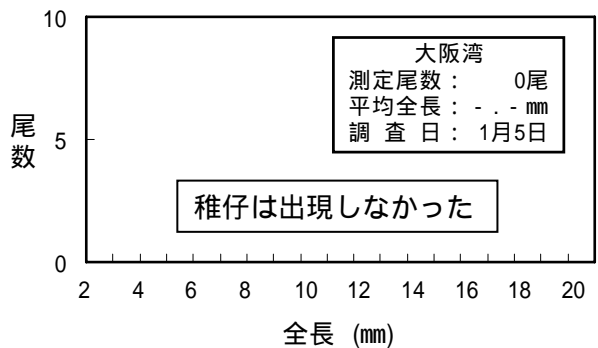 10
大阪湾
測定尾数： 0尾
平均全長：-．-㎜
調査日： 1月5日
尾数
5
稚仔は出現しなかった
0
2 4 6 8 10 12 14 16 18 20
全長 (㎜)